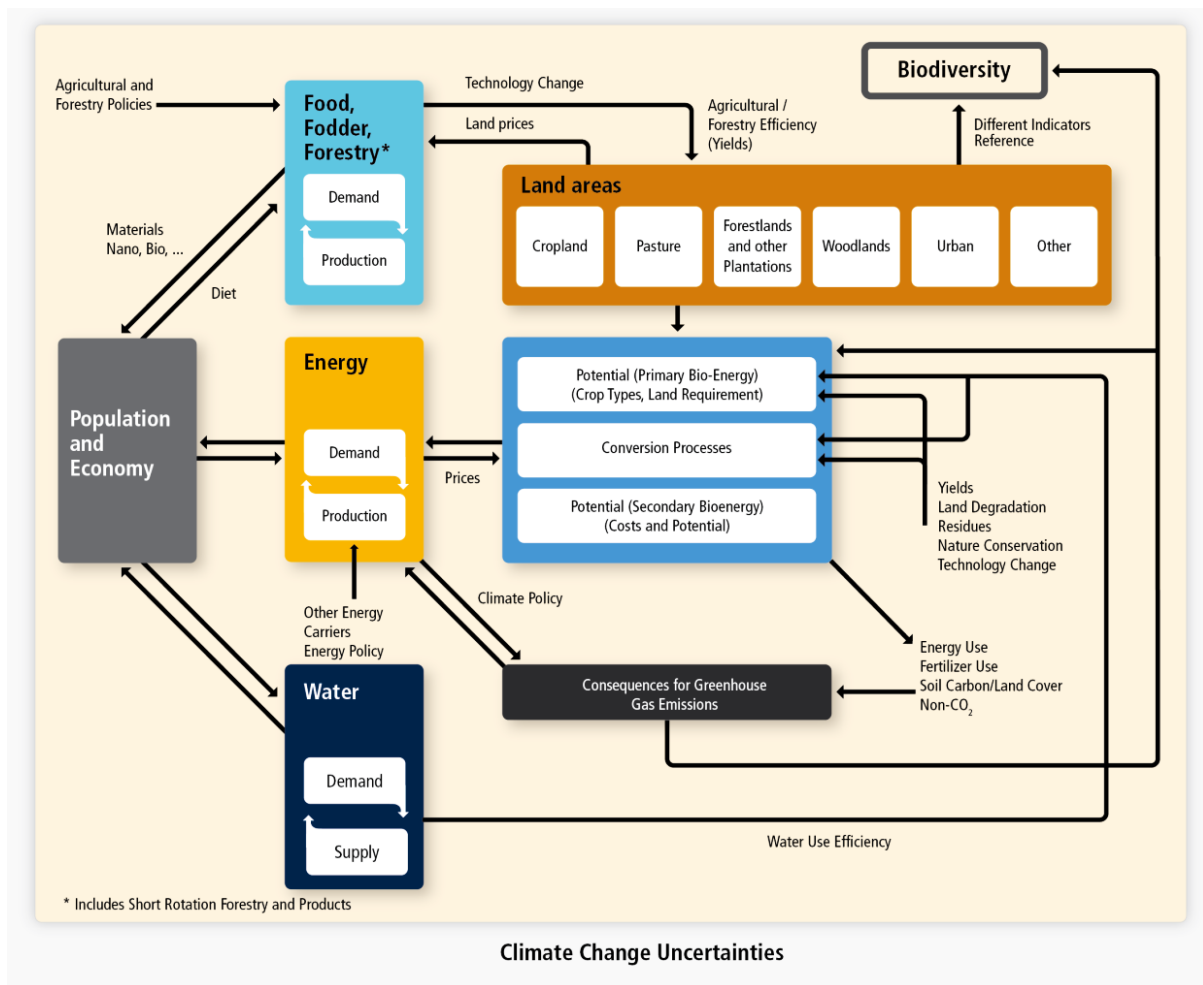 Agricultural and
Forestry Policies
Food,
Fodder,
Forestry*
Demand
Production
Technology Change
Land prices
Agricultural /
Forestry Efficiency
(Yields)
Biodiversity
Different Indicators
Reference
Land areas
Cropland
Pasture
Forestlands
and other
Plantations
Woodlands
Urban
Other
Materials
Nano, Bio, ...
Diet
Population
and
Economy
Energy
Demand
Production
Prices
Potential (Primary Bio-Energy)
(Crop Types, Land Requirement)
Conversion Processes
Potential (Secondary Bioenergy)
(Costs and Potential)
Yields
Land Degradation
Residues
Nature Conservation
Technology Change
Other Energy
Carriers
Energy Policy
Climate Policy
Energy Use
Fertilizer Use
Soil Carbon/Land Cover
Non-CO₂
Consequences for Greenhouse
Gas Emissions
Water
Demand
Supply
Water Use Efficiency
* Includes Short Rotation Forestry and Products
Climate Change Uncertainties